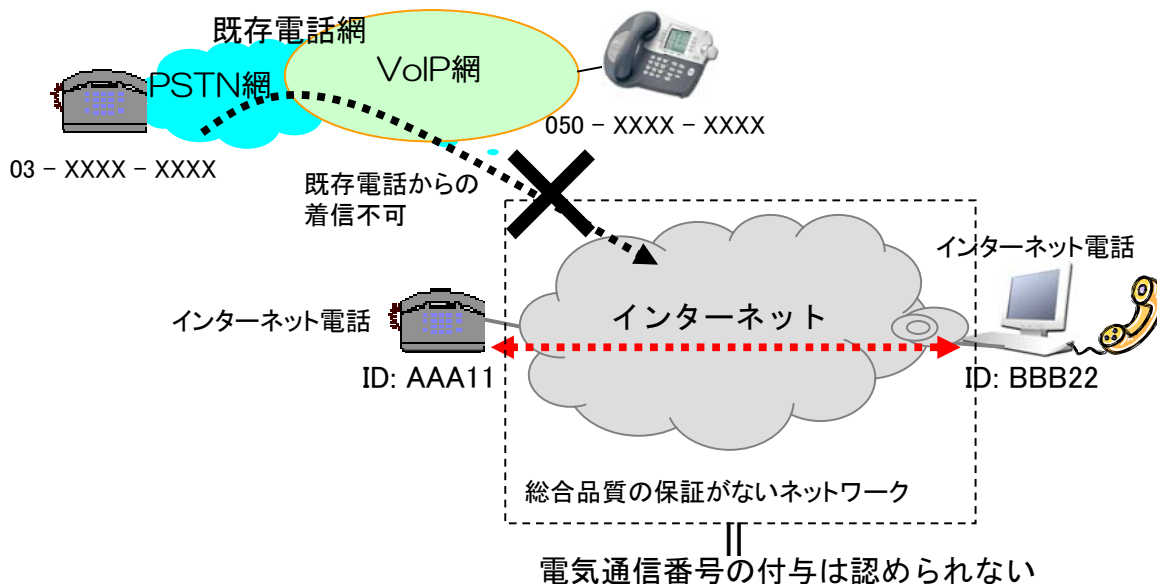 既存電話網
PSTN網
VoIP網
050 - XXXX - XXXX
03 - XXXX - XXXX
既存電話からの
着信不可
インターネット電話
インターネット電話
インターネット
ID: AAA11
ID: BBB22
総合品質の保証がないネットワーク
電気通信番号の付与は認められない